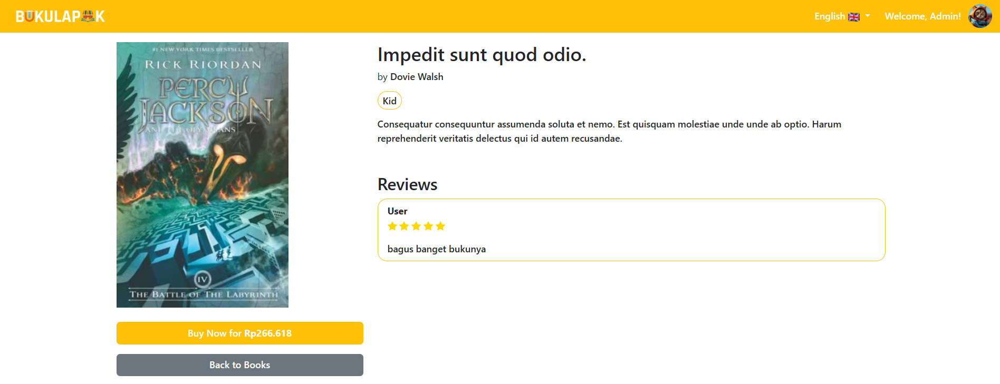 BUKULAPAK
English
Welcome, Admin!
#1 NEW YORK TIMES BESTSELLER
RICK RIORDAN
PERCY
JACKSON
AND THE OLYMPIANS
IV
THE BATTLE OF THE LABYRINTH
Buy Now for Rp266.618
Back to Books
Impedit sunt quod odio.
by Dovie Walsh
Kid
Consequatur consequuntur assumenda soluta et nemo. Est quisquam molestiae unde unde ab optio. Harum
reprehenderit veritatis delectus qui id autem recusandae.
Reviews
User
bagus banget bukunya